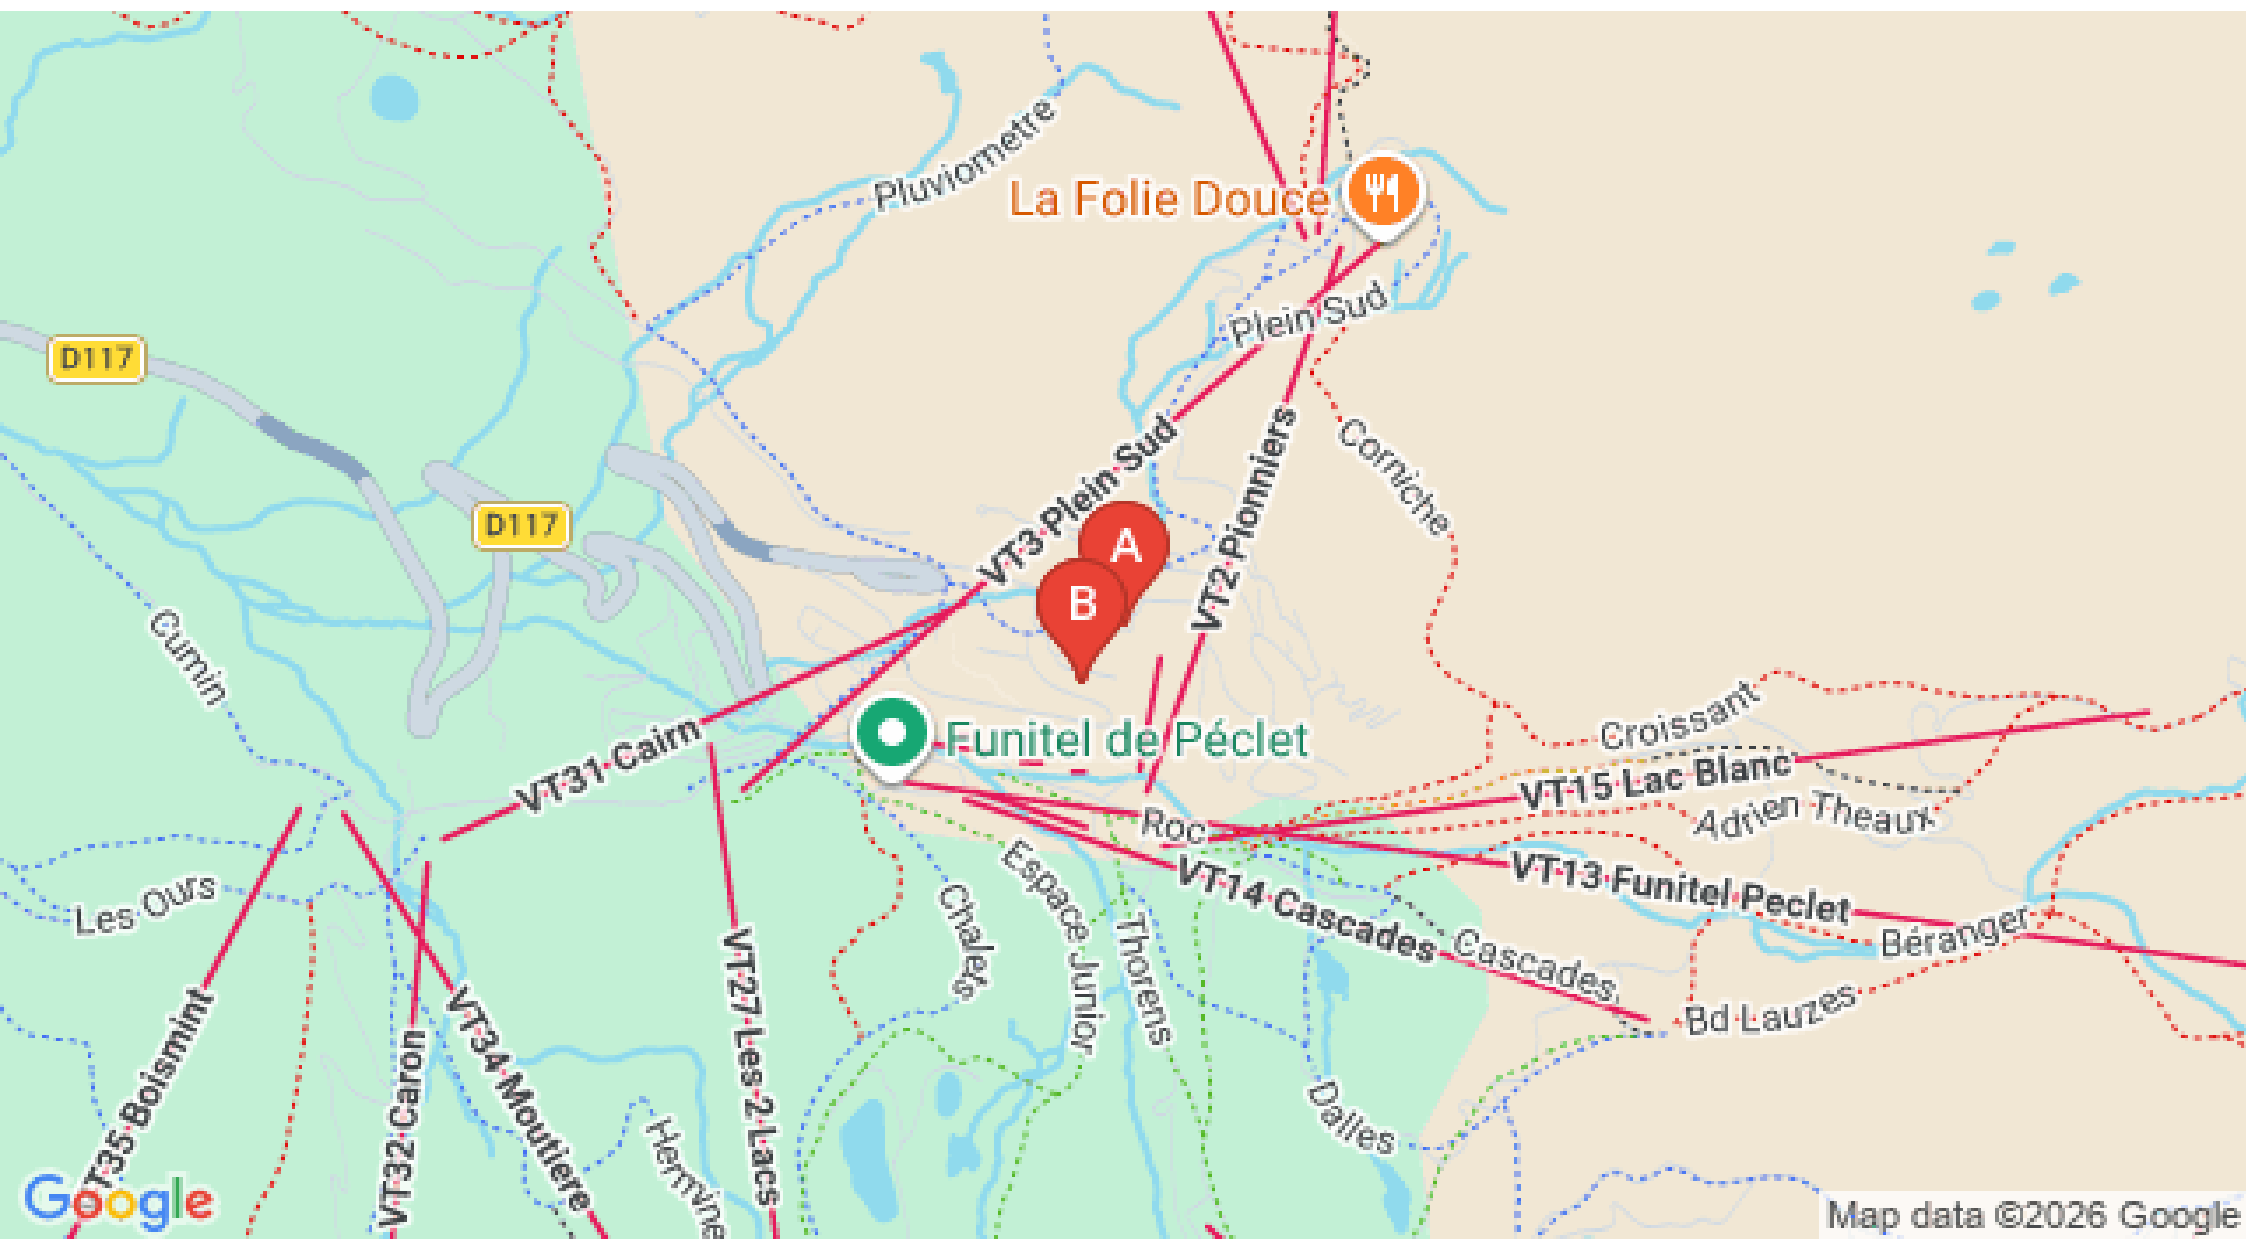 Pluviometre
La Folie Douce
Plein Sud
D117
VT3 Plein Sud
VT2 Pionniers
Corniche
D117
A
B
Cumin
Croissant
Funitel de Péclet
VT31 Cairn
VT15 Lac Blanc
Roc
Adrien Theaux
VT13 Funitel Peclet
VT14 Cascades
Les Ours
Espace Junior
Chalets
Thorens
Cascades
Béranger
Bd Lauzes
VT27 Les 2 Lacs
VT35 Boismint
VT34 Moutiere
VT32 Caron
Dalles
Hermine
Google
Map data ©2026 Google